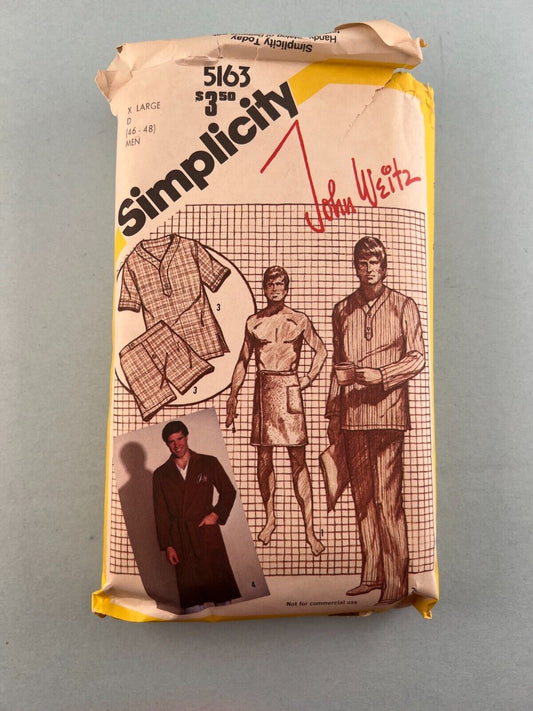 Simplicity Today
5163
$3.50
X LARGE
D
(46 - 48)
MEN
Simplicity
John Weitz
3
3
1
4
Not for commercial use